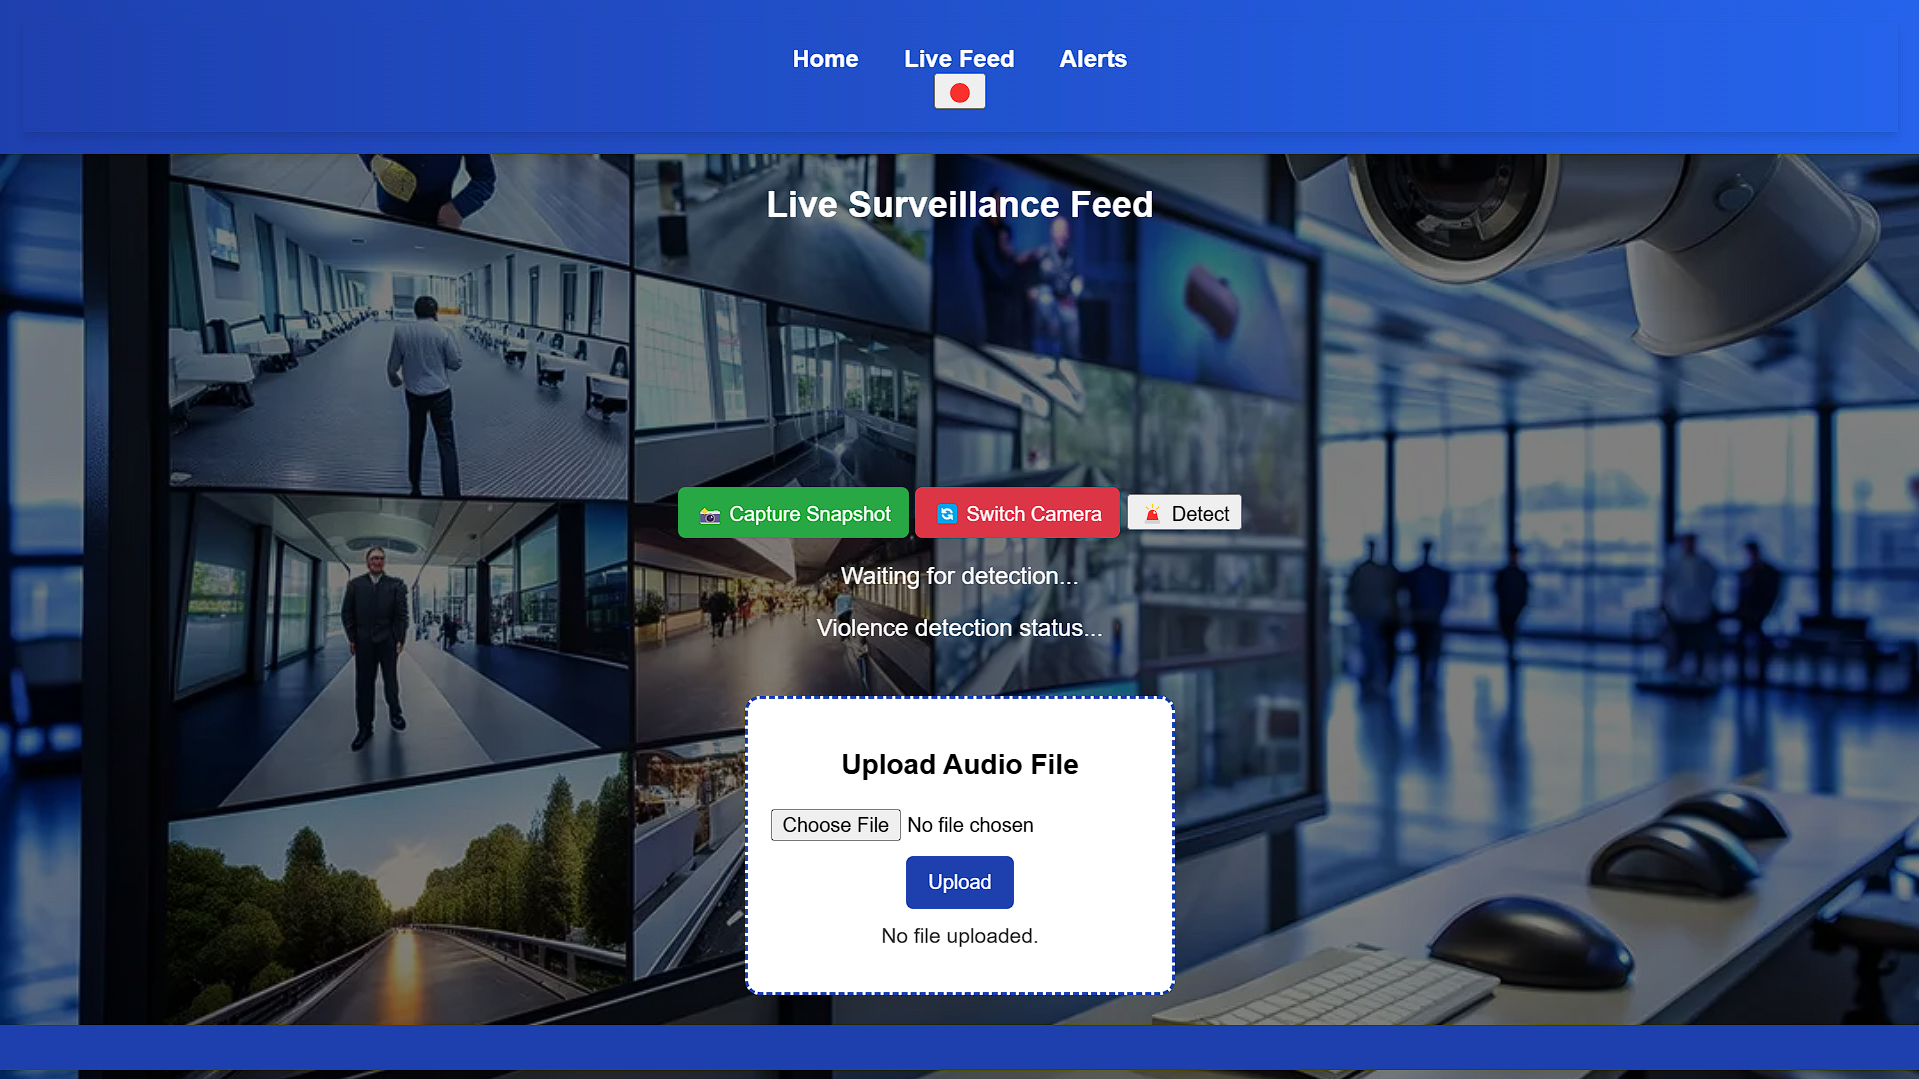 Home Live Feed Alerts
Live Surveillance Feed
Capture Snapshot Switch Camera Detect
Waiting for detection...
Violence detection status...
Upload Audio File
Choose File No file chosen
Upload
No file uploaded.